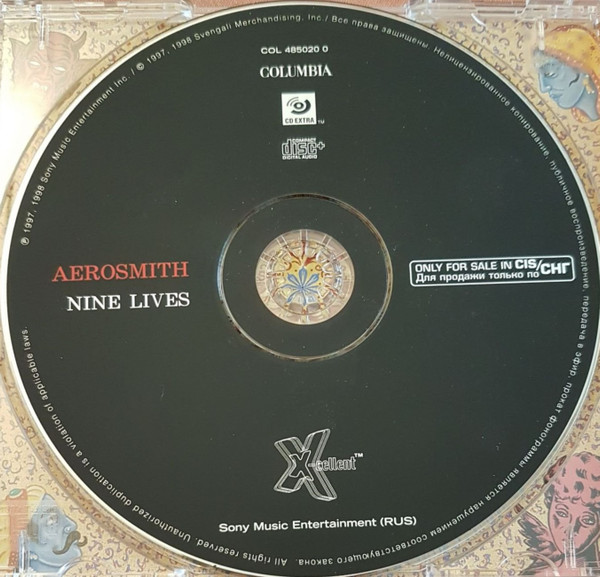 COL 485020 0
COLUMBIA
CD EXTRA™
COMPACT
disc+
DIGITAL AUDIO
AEROSMITH
NINE LIVES
ONLY FOR SALE IN CIS/СНГ
Для продажи только по
X-cellent™
Sony Music Entertainment (RUS)
℗ 1997, 1998 Sony Music Entertainment Inc. / © 1997, 1998 Svengali Merchandising, Inc. / Все права защищены. Нелицензированное копирование, публичное воспроизведение, передача в эфир, прокат фонограммы является нарушением соответствующего закона. All rights reserved. Unauthorized duplication is a violation of applicable laws.